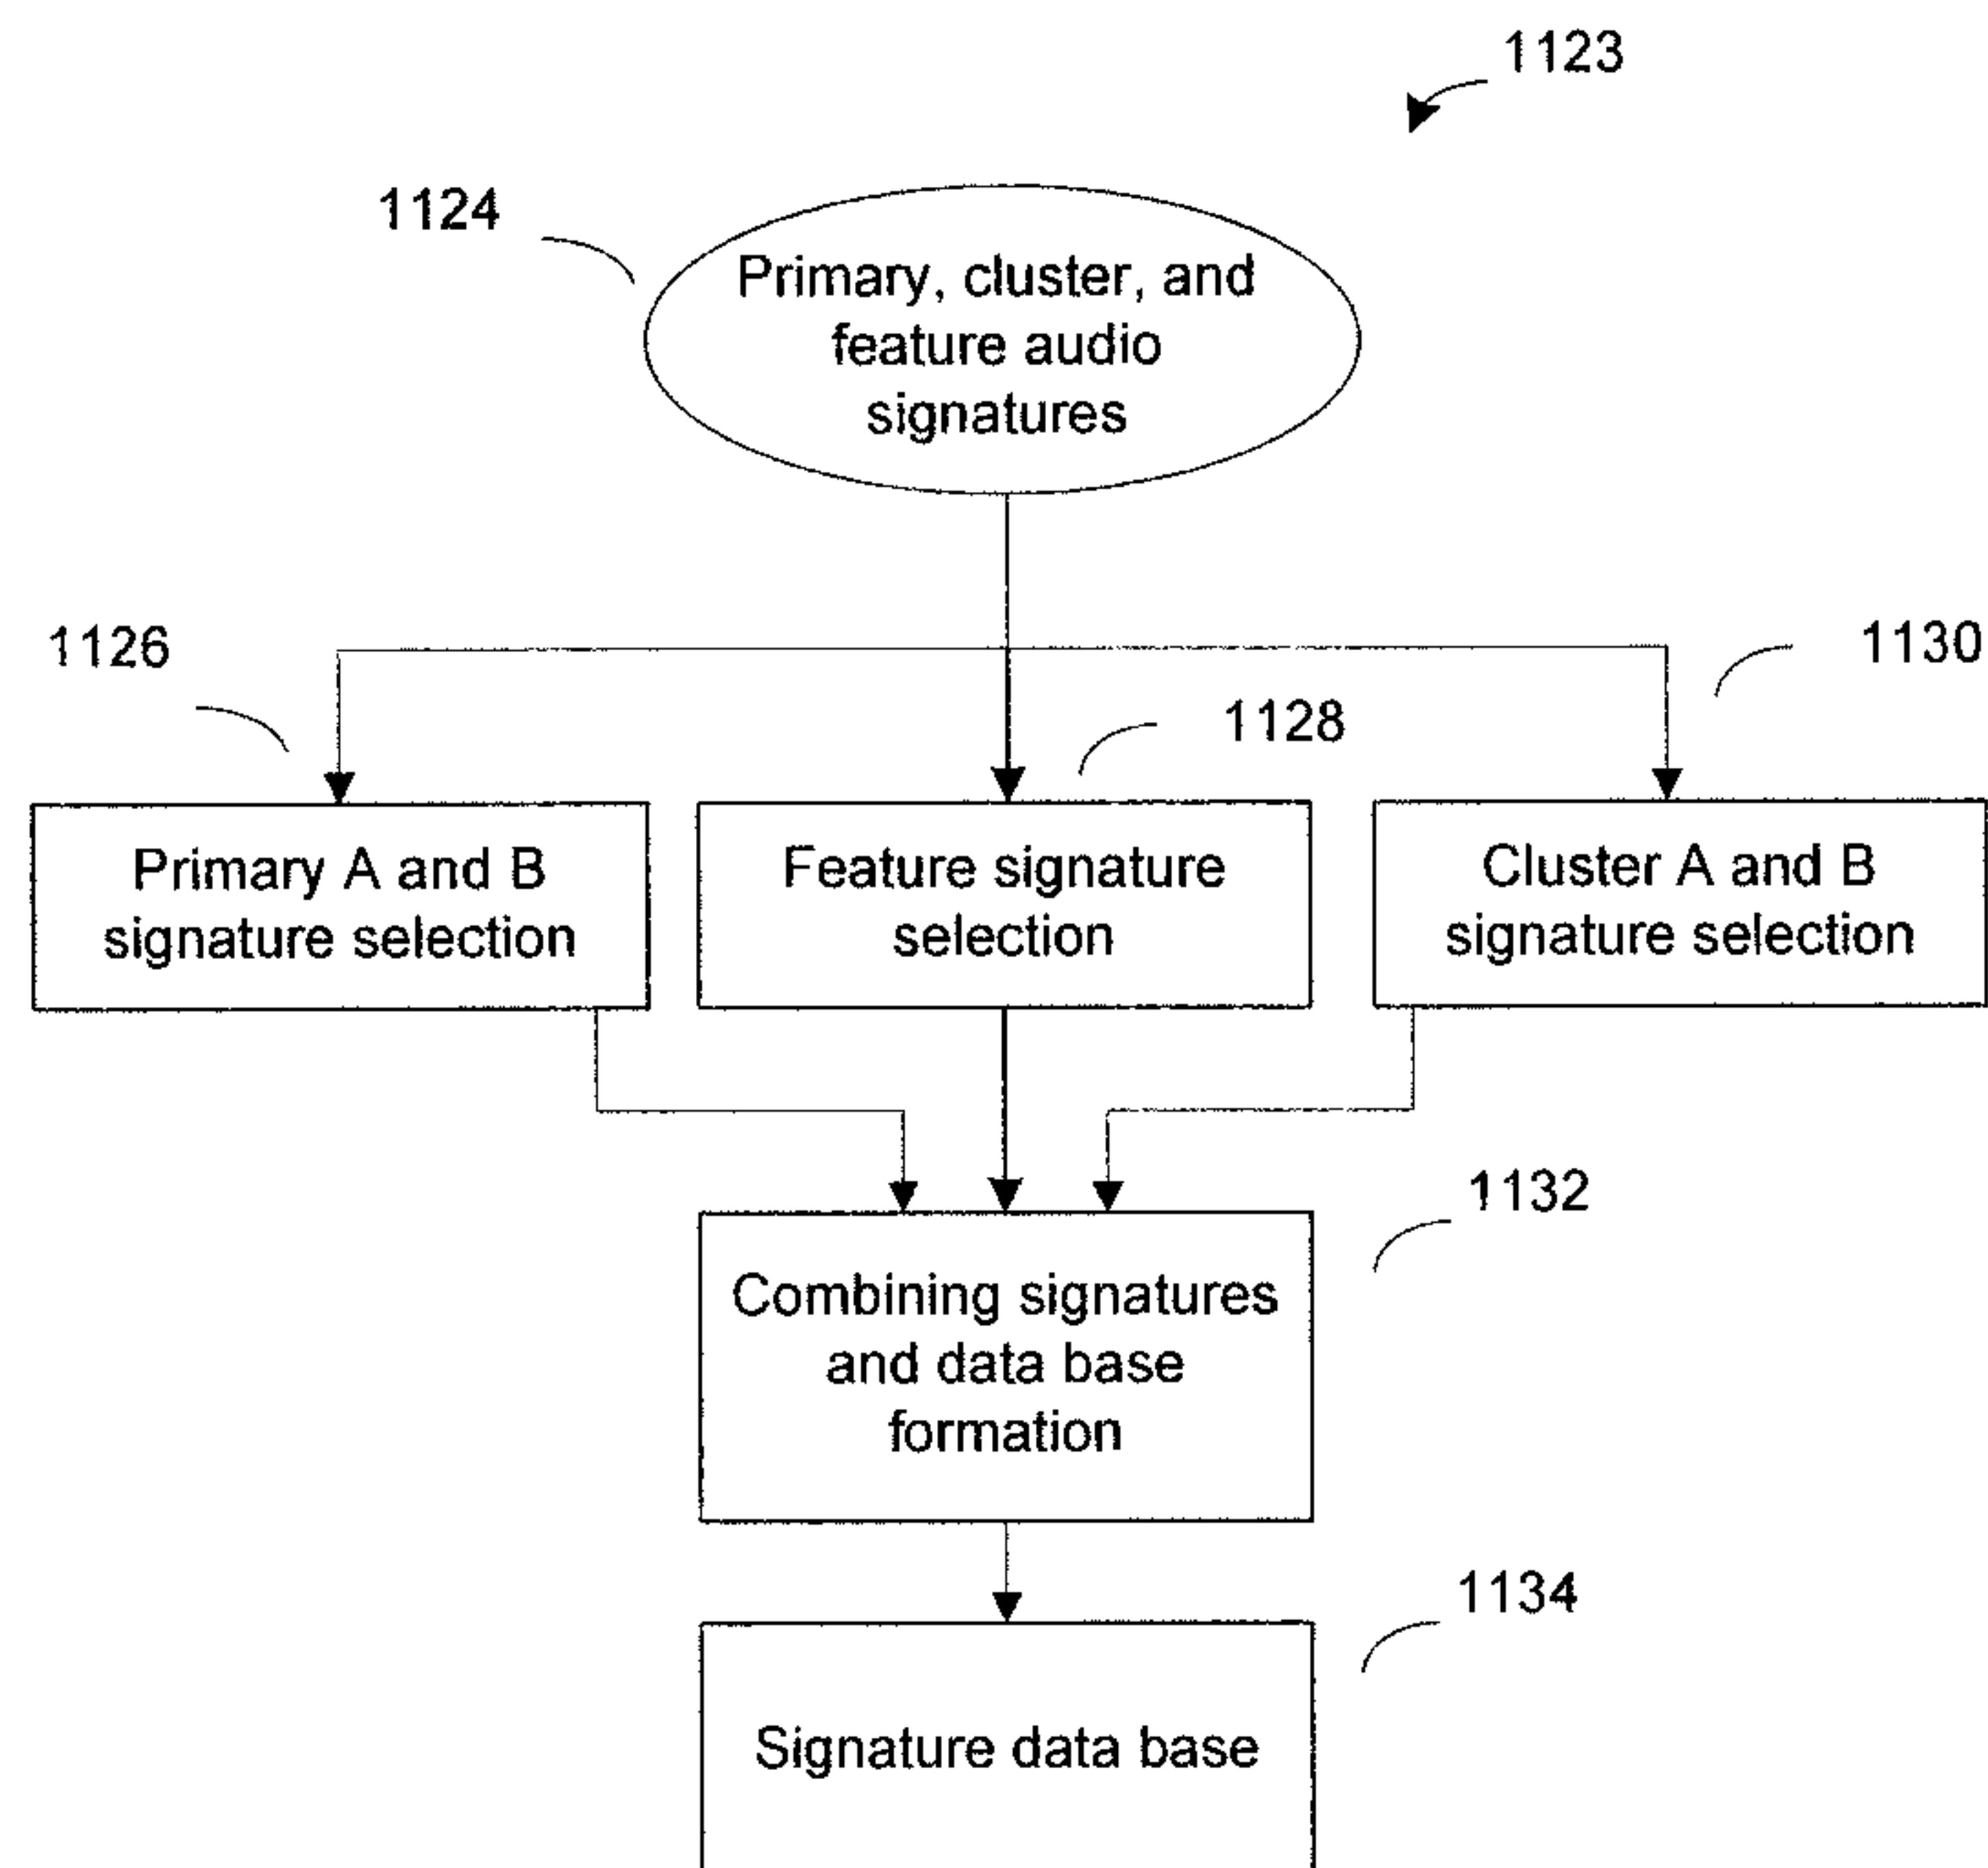 1123
1124
Primary, cluster, and
feature audio
signatures
1126
1130
1128
Primary A and B
signature selection
Feature signature
selection
Cluster A and B
signature selection
1132
Combining signatures
and data base
formation
1134
Signature data base